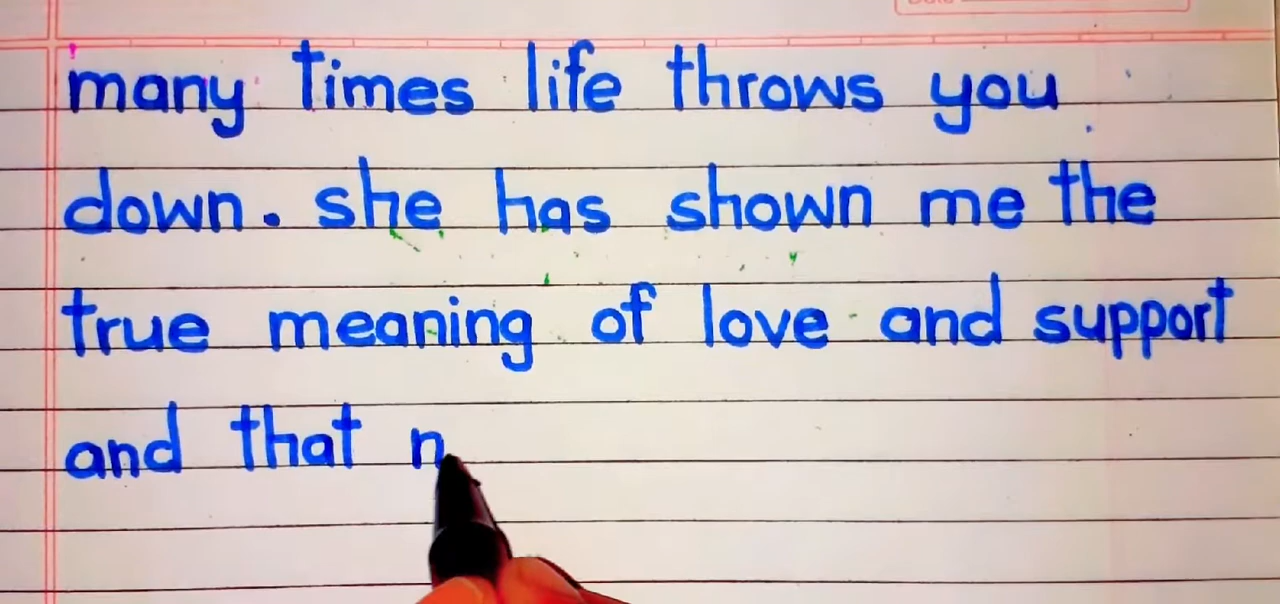 many times life throws you
down. she has shown me the
true meaning of love and support
and that n